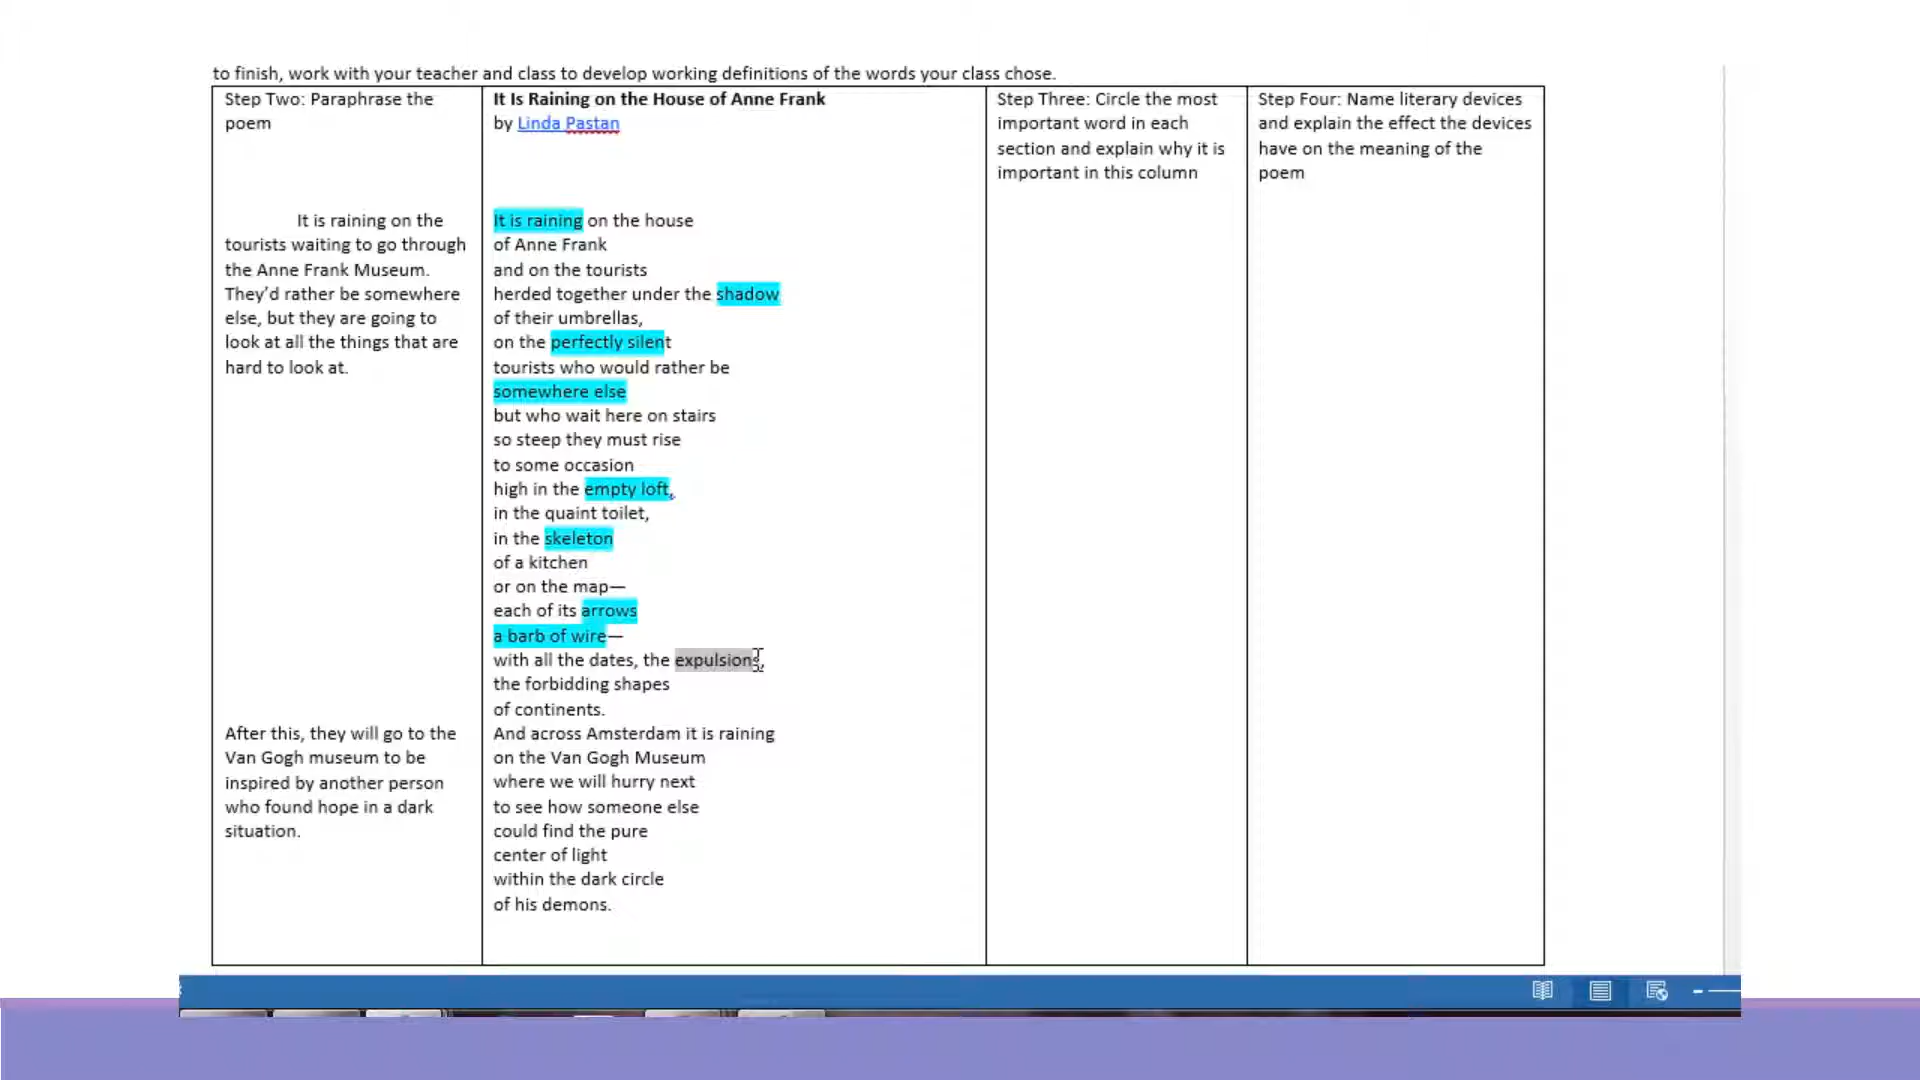 to finish, work with your teacher and class to develop working definitions of the words your class chose.
Step Two: Paraphrase the
poem
It is raining on the
tourists waiting to go through
the Anne Frank Museum.
They’d rather be somewhere
else, but they are going to
look at all the things that are
hard to look at.
After this, they will go to the
Van Gogh museum to be
inspired by another person
who found hope in a dark
situation.
It Is Raining on the House of Anne Frank
by Linda Pastan
It is raining on the house
of Anne Frank
and on the tourists
herded together under the shadow
of their umbrellas,
on the perfectly silent
tourists who would rather be
somewhere else
but who wait here on stairs
so steep they must rise
to some occasion
high in the empty loft,
in the quaint toilet,
in the skeleton
of a kitchen
or on the map—
each of its arrows
a barb of wire—
with all the dates, the expulsions,
the forbidding shapes
of continents.
And across Amsterdam it is raining
on the Van Gogh Museum
where we will hurry next
to see how someone else
could find the pure
center of light
within the dark circle
of his demons.
Step Three: Circle the most
important word in each
section and explain why it is
important in this column
Step Four: Name literary devices
and explain the effect the devices
have on the meaning of the
poem